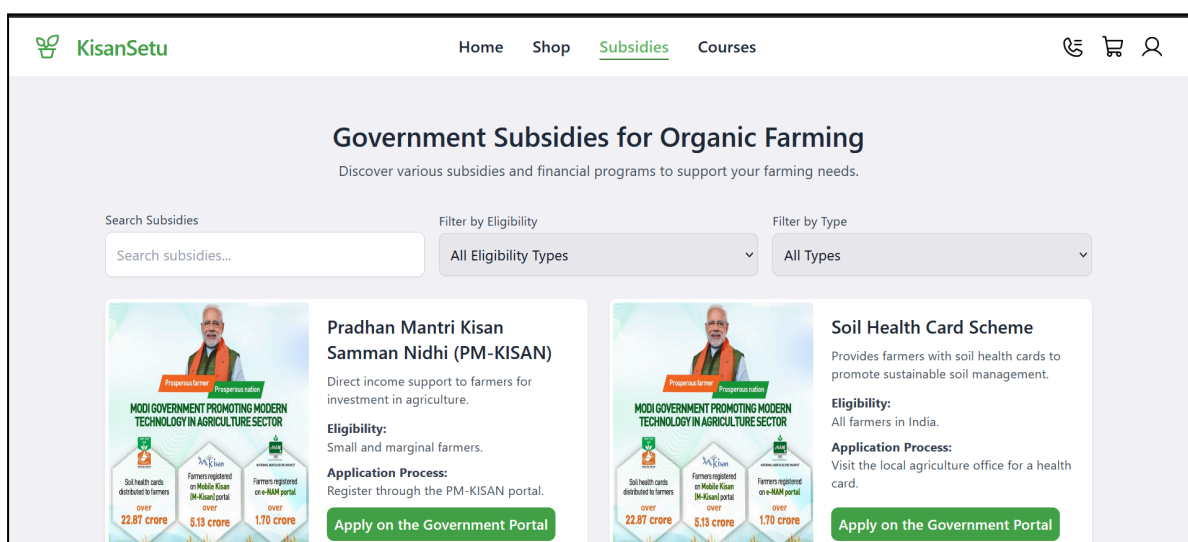 KisanSetu
Home Shop Subsidies Courses
Government Subsidies for Organic Farming
Discover various subsidies and financial programs to support your farming needs.
Search Subsidies
Search subsidies...
Filter by Eligibility
All Eligibility Types
Filter by Type
All Types
Prosperous farmer
Prosperous nation
MODI GOVERNMENT PROMOTING MODERN
TECHNOLOGY IN AGRICULTURE SECTOR
Soil health cards
distributed to farmers
over
22.87 crore
Farmers registered
on Mobile Kisan
(M-Kisan) portal
over
5.13 crore
Farmers registered
on e-NAM portal
over
1.70 crore
Pradhan Mantri Kisan
Samman Nidhi (PM-KISAN)
Direct income support to farmers for
investment in agriculture.
Eligibility:
Small and marginal farmers.
Application Process:
Register through the PM-KISAN portal.
Apply on the Government Portal
Prosperous farmer
Prosperous nation
MODI GOVERNMENT PROMOTING MODERN
TECHNOLOGY IN AGRICULTURE SECTOR
Soil health cards
distributed to farmers
over
22.87 crore
Farmers registered
on Mobile Kisan
(M-Kisan) portal
over
5.13 crore
Farmers registered
on e-NAM portal
over
1.70 crore
Soil Health Card Scheme
Provides farmers with soil health cards to
promote sustainable soil management.
Eligibility:
All farmers in India.
Application Process:
Visit the local agriculture office for a health
card.
Apply on the Government Portal